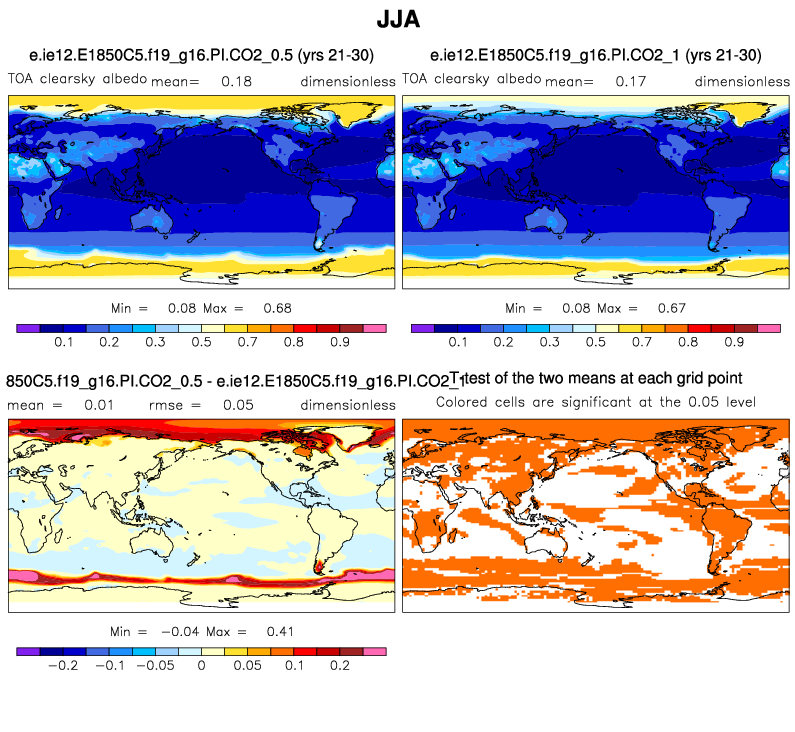 JJA
e.ie12.E1850C5.f19_g16.PI.CO2_0.5 (yrs 21-30)
TOA clearsky albedo mean= 0.18 dimensionless
Min = 0.08 Max = 0.68
0.1 0.2 0.3 0.4 0.5 0.6 0.7 0.8 0.9
e.ie12.E1850C5.f19_g16.PI.CO2_1 (yrs 21-30)
TOA clearsky albedo mean= 0.17 dimensionless
Min = 0.08 Max = 0.67
0.1 0.2 0.3 0.5 0.7 0.8 0.9
850C5.f19_g16.PI.CO2_0.5 - e.ie12.E1850C5.f19_g16.PI.CO2_1
mean = 0.01 rmse = 0.05 dimensionless
Min = -0.04 Max = 0.41
-0.2 -0.1 -0.05 0 0.05 0.1 0.2
T-test of the two means at each grid point
Colored cells are significant at the 0.05 level